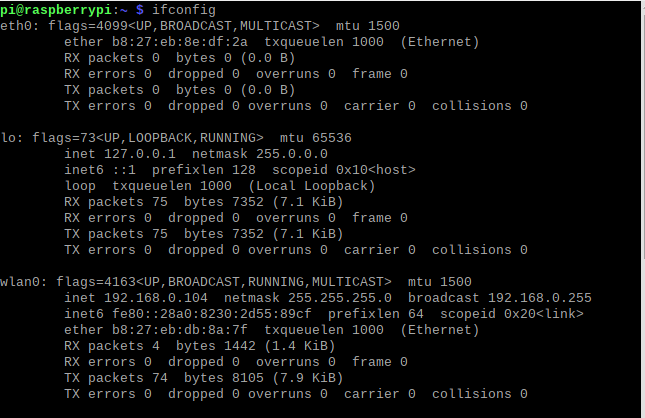 pi@raspberrypi:~ $ ifconfig
eth0: flags=4099<UP,BROADCAST,MULTICAST>  mtu 1500
        ether b8:27:eb:8e:df:2a  txqueuelen 1000  (Ethernet)
        RX packets 0  bytes 0 (0.0 B)
        RX errors 0  dropped 0  overruns 0  frame 0
        TX packets 0  bytes 0 (0.0 B)
        TX errors 0  dropped 0 overruns 0  carrier 0  collisions 0

lo: flags=73<UP,LOOPBACK,RUNNING>  mtu 65536
        inet 127.0.0.1  netmask 255.0.0.0
        inet6 ::1  prefixlen 128  scopeid 0x10<host>
        loop  txqueuelen 1000  (Local Loopback)
        RX packets 75  bytes 7352 (7.1 KiB)
        RX errors 0  dropped 0  overruns 0  frame 0
        TX packets 75  bytes 7352 (7.1 KiB)
        TX errors 0  dropped 0 overruns 0  carrier 0  collisions 0

wlan0: flags=4163<UP,BROADCAST,RUNNING,MULTICAST>  mtu 1500
        inet 192.168.0.104  netmask 255.255.255.0  broadcast 192.168.0.255
        inet6 fe80::28a0:8230:2d55:89cf  prefixlen 64  scopeid 0x20<link>
        ether b8:27:eb:db:8a:7f  txqueuelen 1000  (Ethernet)
        RX packets 4  bytes 1442 (1.4 KiB)
        RX errors 0  dropped 0  overruns 0  frame 0
        TX packets 74  bytes 8105 (7.9 KiB)
        TX errors 0  dropped 0 overruns 0  carrier 0  collisions 0